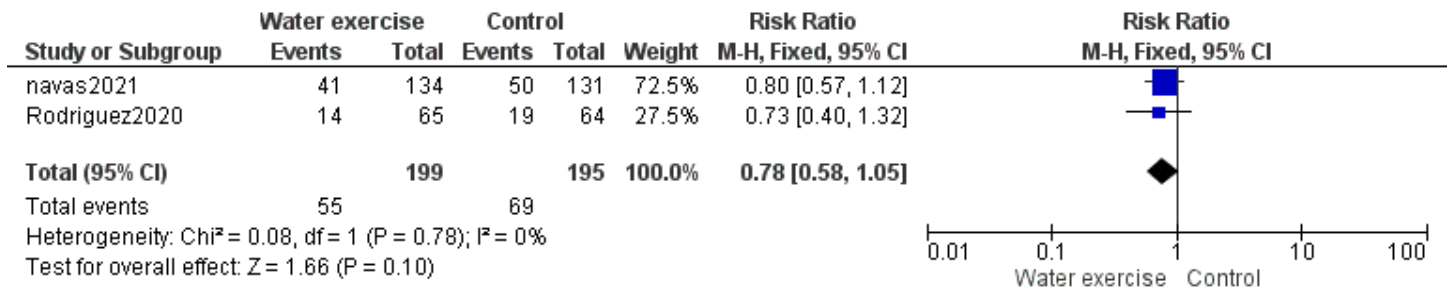 Water exercise Control Risk Ratio Risk Ratio
Study or Subgroup Events Total Events Total Weight M-H, Fixed, 95% CI M-H, Fixed, 95% CI
navas2021 41 134 50 131 72.5% 0.80 [0.57, 1.12]
Rodriguez2020 14 65 19 64 27.5% 0.73 [0.40, 1.32]
Total (95% CI) 199 195 100.0% 0.78 [0.58, 1.05]
Total events 55 69
Heterogeneity: Chi² = 0.08, df = 1 (P = 0.78); I² = 0%
Test for overall effect: Z = 1.66 (P = 0.10)
0.01 0.1 1 10 100
Water exercise Control